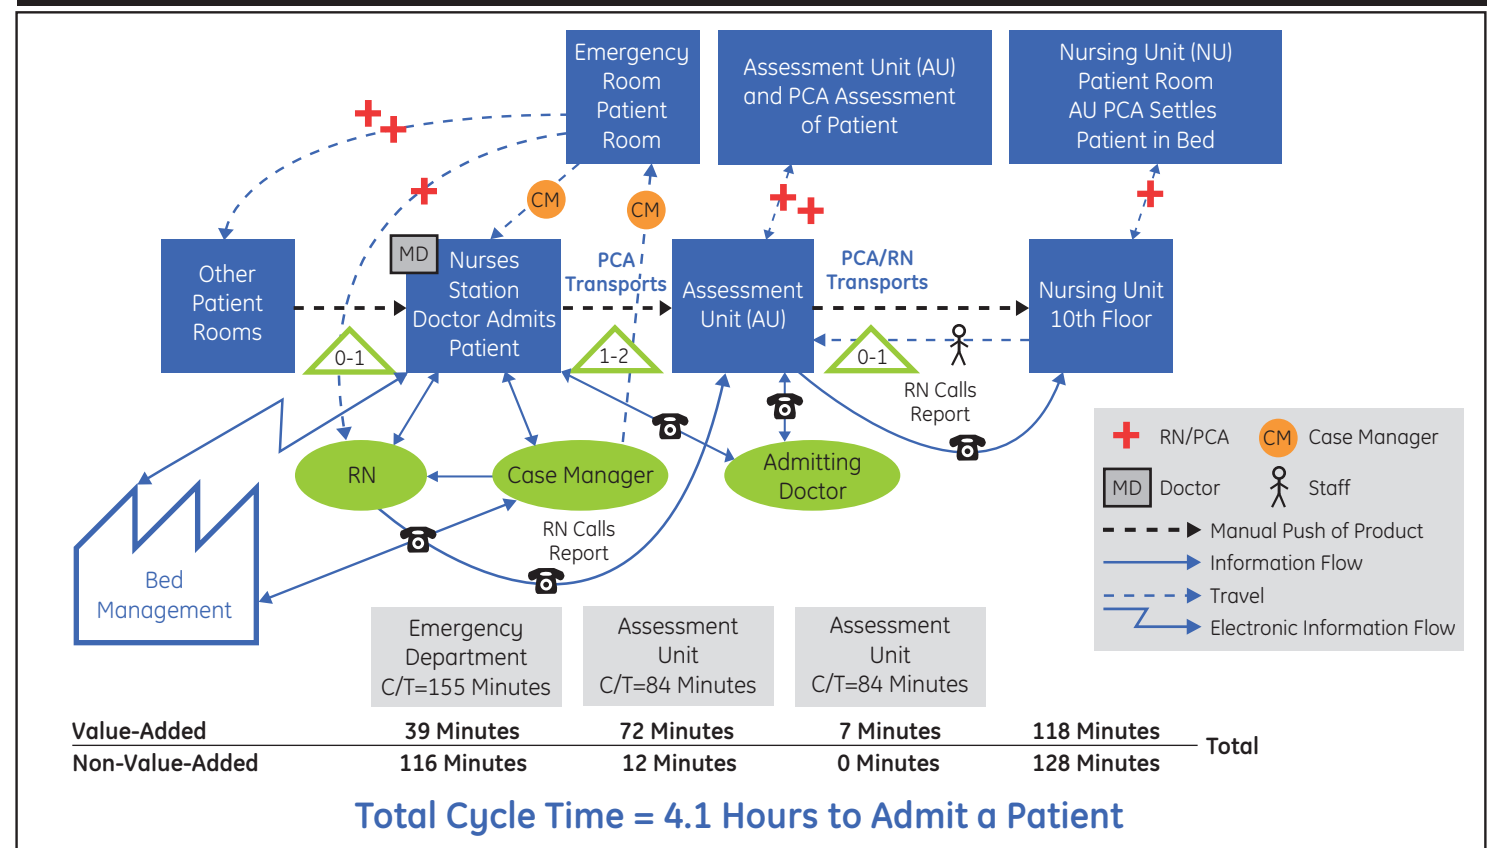 Emergency
Room
Patient
Room
Assessment Unit (AU)
and PCA Assessment
of Patient
Nursing Unit (NU)
Patient Room
AU PCA Settles
Patient in Bed
CM
CM
MD
Other
Patient
Rooms
Nurses
Station
Doctor Admits
Patient
PCA
Transports
Assessment
Unit (AU)
PCA/RN
Transports
Nursing Unit
10th Floor
0-1
1-2
0-1
RN Calls
Report
RN
Case Manager
Admitting
Doctor
RN Calls
Report
Bed
Management
RN/PCA
CM
Case Manager
MD
Doctor
Staff
Manual Push of Product
Information Flow
Travel
Electronic Information Flow
Emergency
Department
C/T=155 Minutes
Assessment
Unit
C/T=84 Minutes
Assessment
Unit
C/T=84 Minutes
Value-Added 39 Minutes 72 Minutes 7 Minutes 118 Minutes
Total
Non-Value-Added 116 Minutes 12 Minutes 0 Minutes 128 Minutes
Total Cycle Time = 4.1 Hours to Admit a Patient